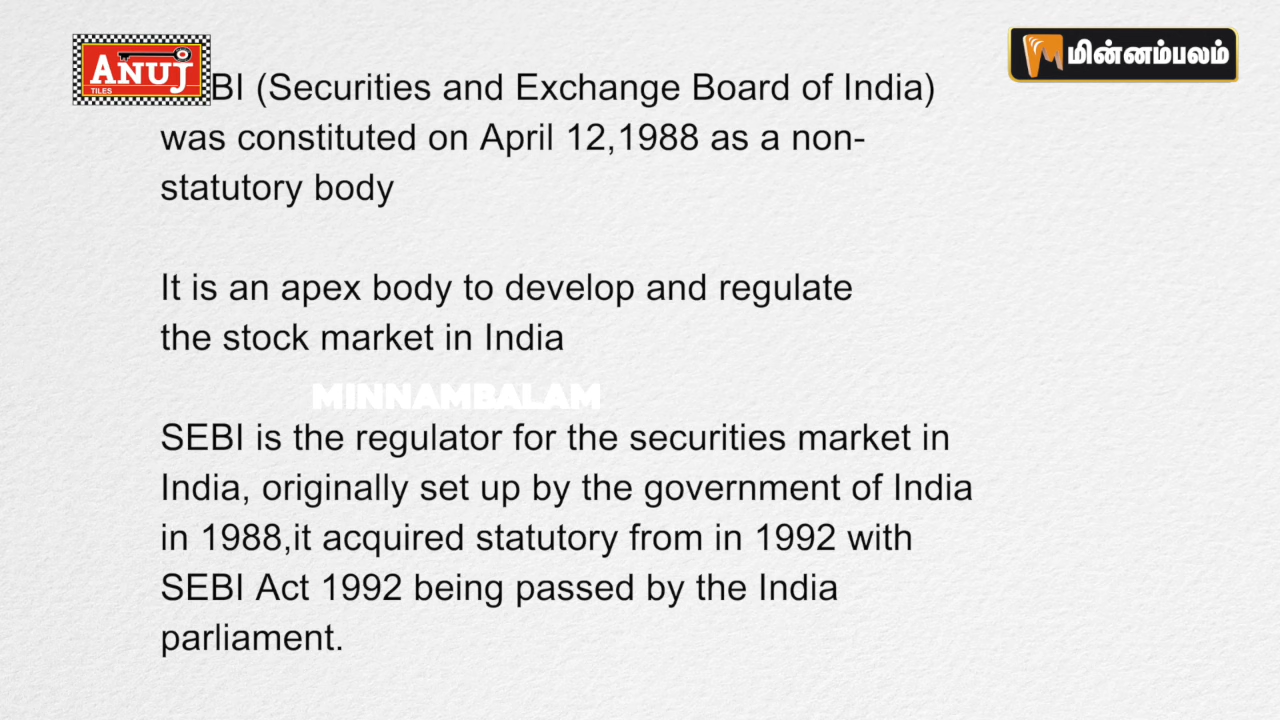 ANUJ
TILES
மின்னம்பலம்
BI (Securities and Exchange Board of India)
was constituted on April 12,1988 as a non-
statutory body
It is an apex body to develop and regulate
the stock market in India
MINNAMBALAM
SEBI is the regulator for the securities market in
India, originally set up by the government of India
in 1988,it acquired statutory from in 1992 with
SEBI Act 1992 being passed by the India
parliament.